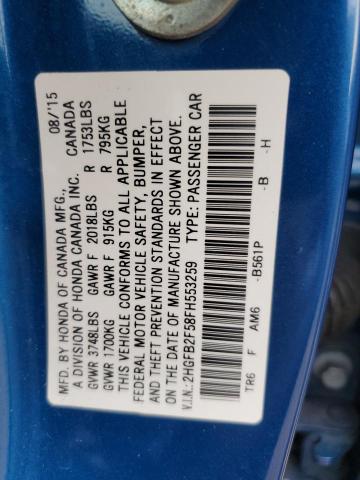 MFD. BY HONDA OF CANADA MFG., 08/'15
A DIVISION OF HONDA CANADA INC. CANADA
GVWR 3748LBS GAWR F 2018LBS R 1753LBS
GVWR 1700KG GAWR F 915KG R 795KG
THIS VEHICLE CONFORMS TO ALL APPLICABLE
FEDERAL MOTOR VEHICLE SAFETY, BUMPER,
AND THEFT PREVENTION STANDARDS IN EFFECT
ON THE DATE OF MANUFACTURE SHOWN ABOVE.
V.I.N.: 2HGFB2F58FH553259 TYPE: PASSENGER CAR
TR6 F AM6 -B561P -B -H